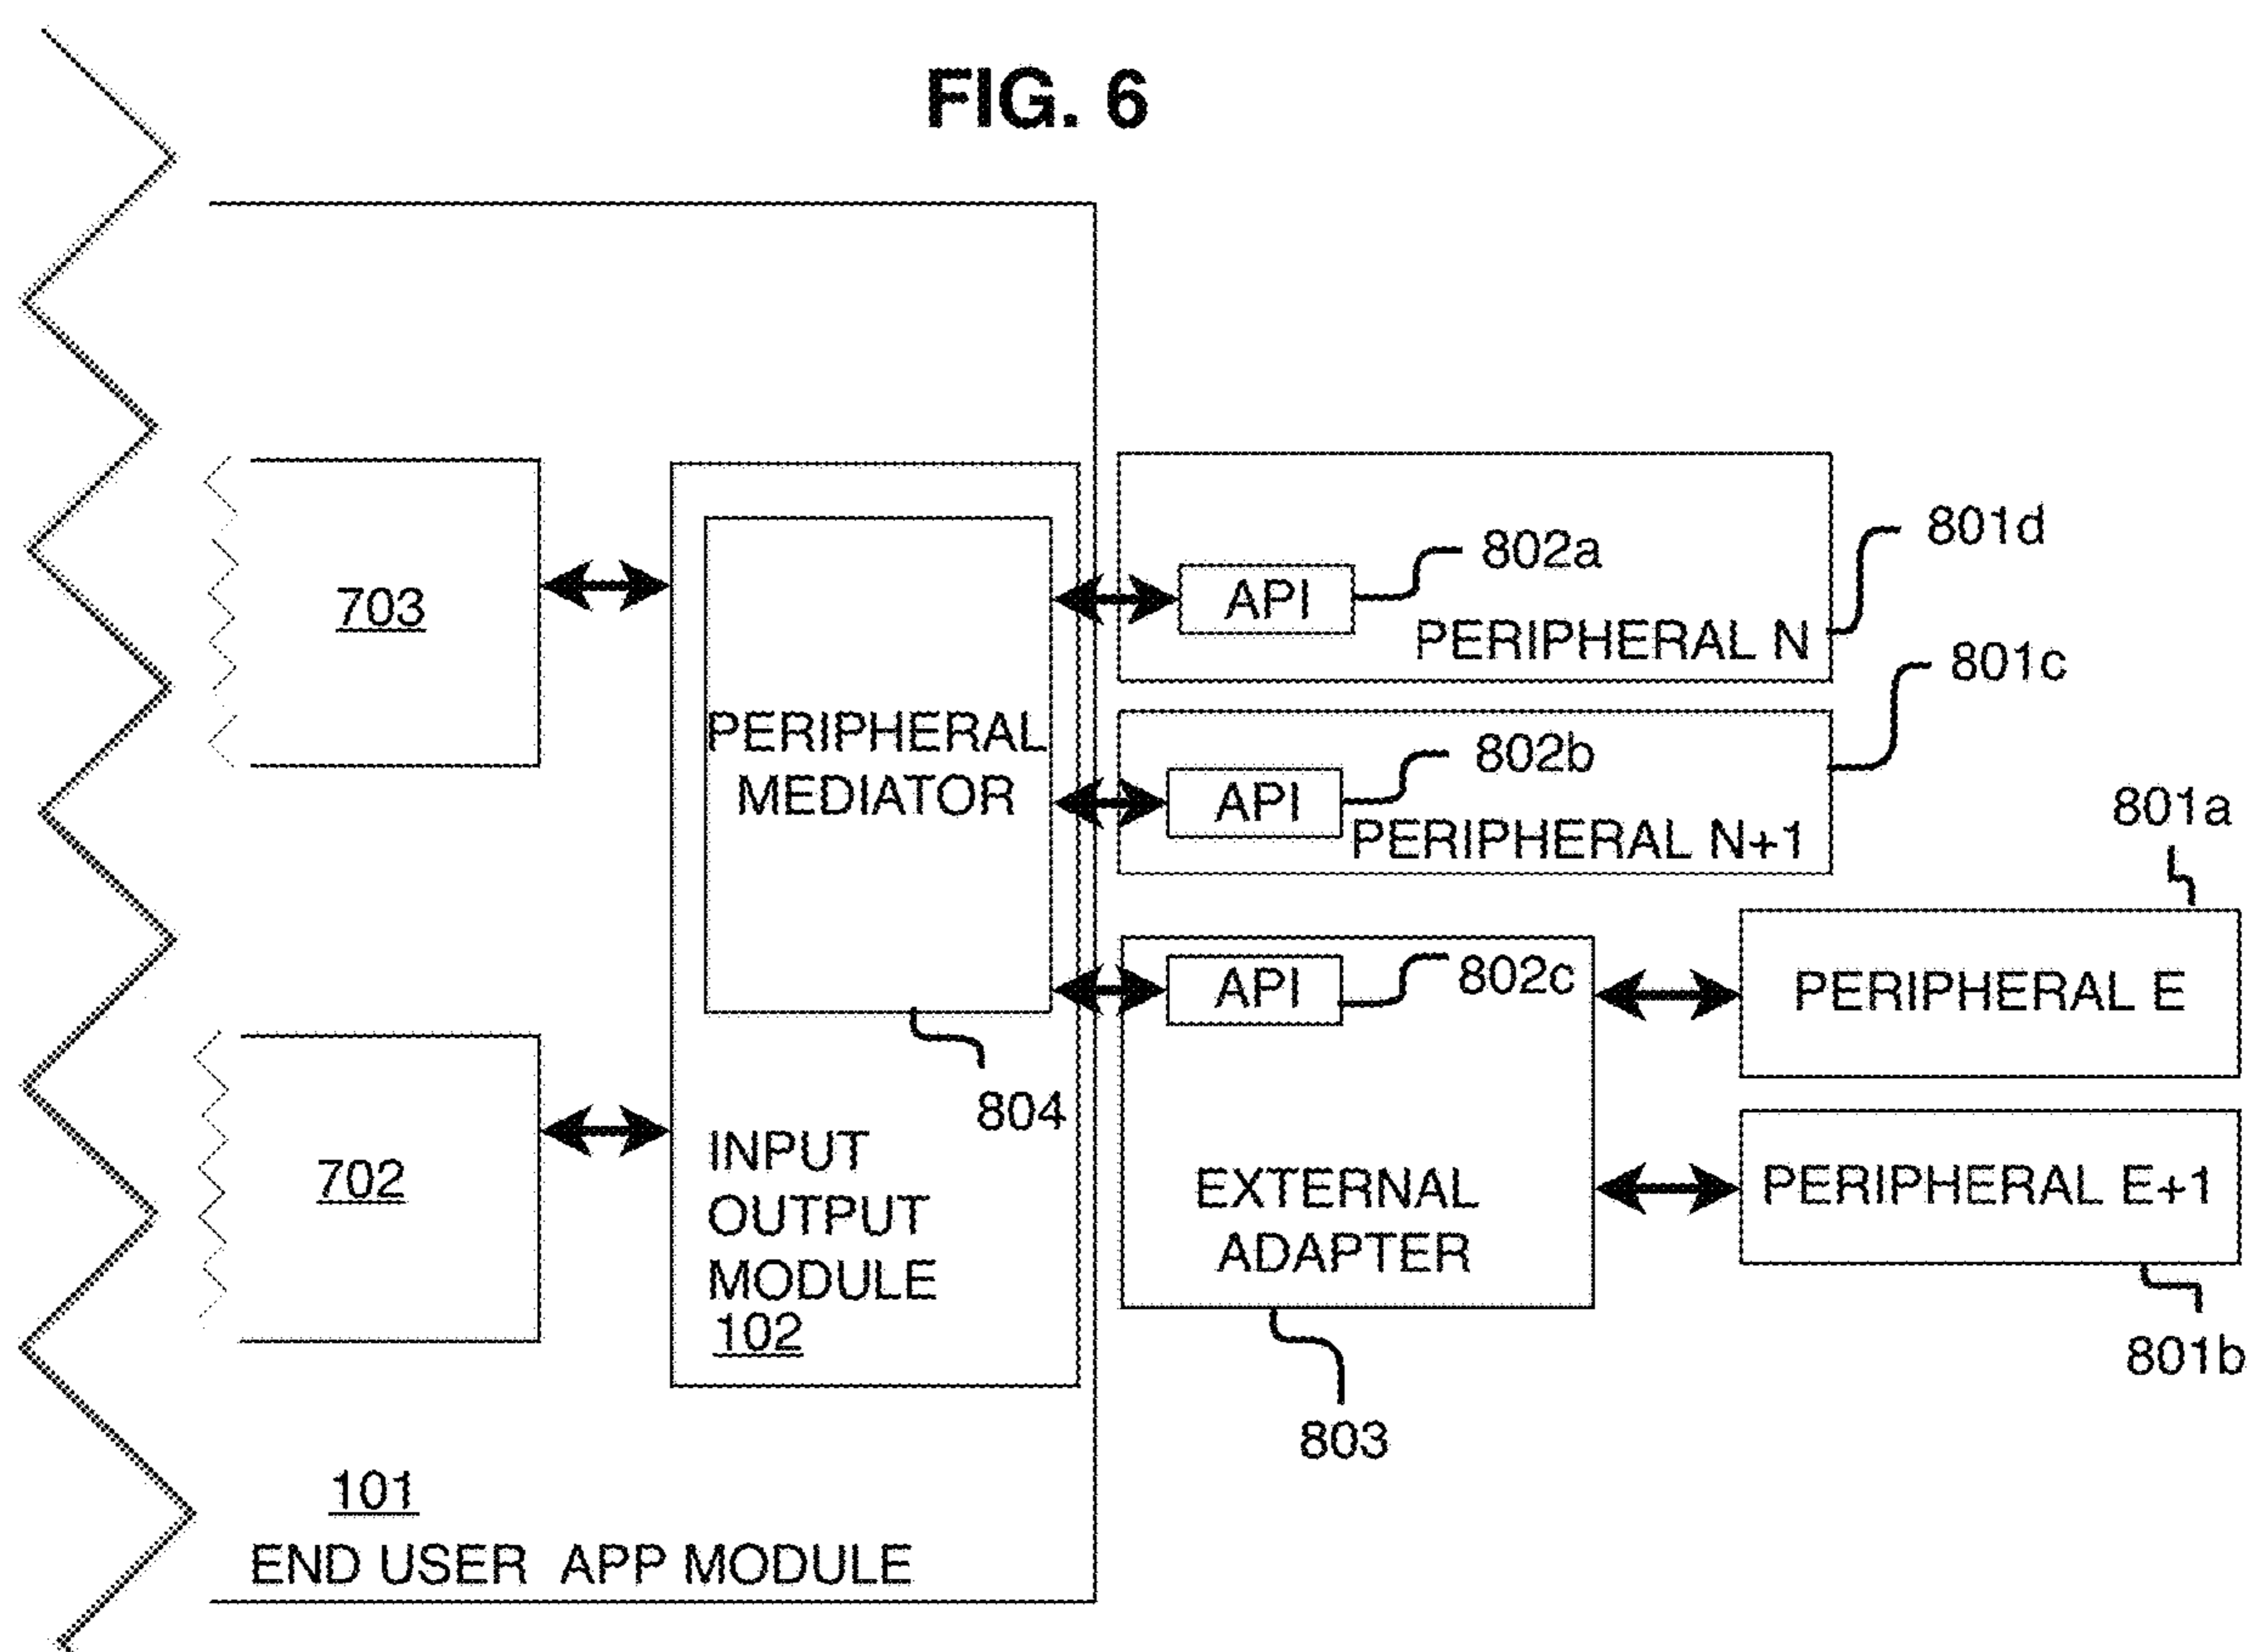 FIG. 6
703
PERIPHERAL
MEDIATOR
804
INPUT
OUTPUT
MODULE
102
702
101
END USER APP MODULE
API
802a
PERIPHERAL N
801d
API
802b
PERIPHERAL N+1
801c
API
802c
EXTERNAL
ADAPTER
803
801a
PERIPHERAL E
PERIPHERAL E+1
801b